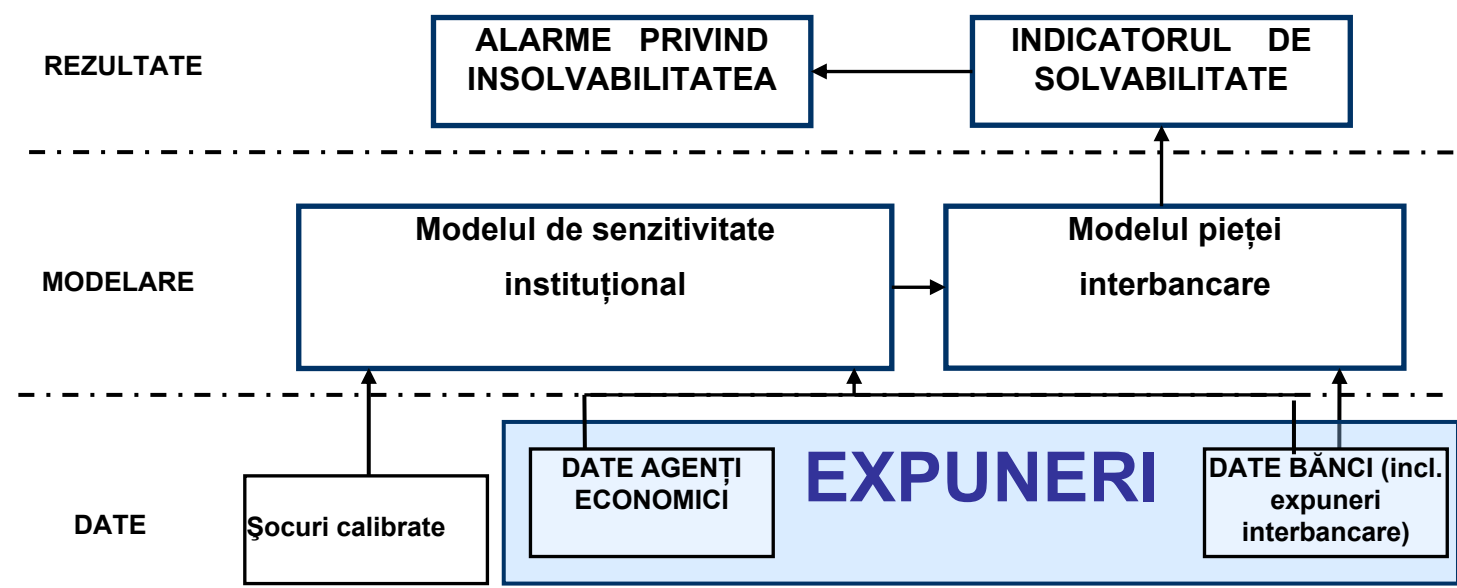 REZULTATE
ALARME PRIVIND
INSOLVABILITATEA
INDICATORUL DE
SOLVABILITATE
MODELARE
Modelul de senzitivitate
instituțional
Modelul pieței
interbancare
DATE
Şocuri calibrate
DATE AGENȚI
ECONOMICI
EXPUNERI
DATE BĂNCI (incl.
expuneri
interbancare)